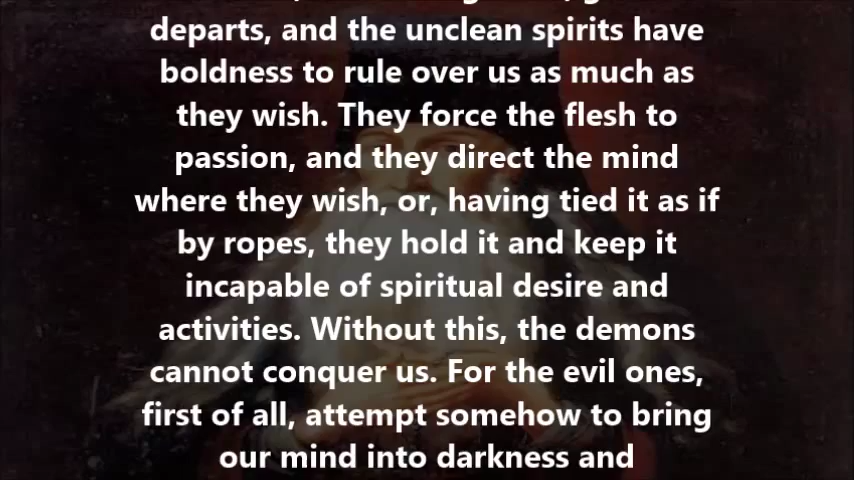 departs, and the unclean spirits have
boldness to rule over us as much as
they wish. They force the flesh to
passion, and they direct the mind
where they wish, or, having tied it as if
by ropes, they hold it and keep it
incapable of spiritual desire and
activities. Without this, the demons
cannot conquer us. For the evil ones,
first of all, attempt somehow to bring
our mind into darkness and